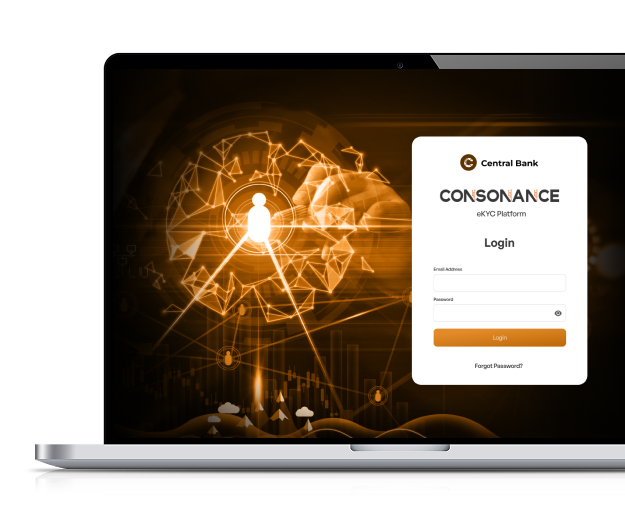 Central Bank
CONSONANCE
eKYC Platform
Login
Email Address
Password
Login
Forgot Password?